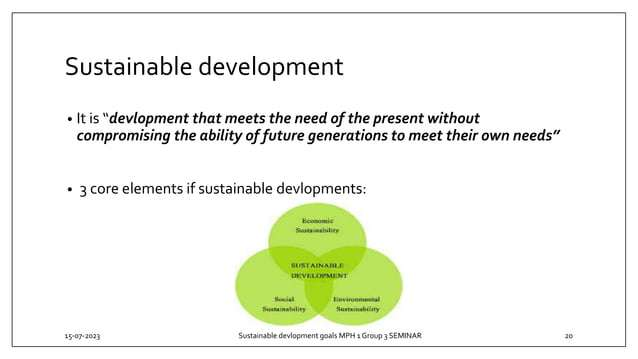 Sustainable development
• It is “devlopment that meets the need of the present without
compromising the ability of future generations to meet their own needs”
• 3 core elements if sustainable devlopments:
Economic
Sustainability
SUSTAINABLE
DEVELOPMENT
Social
Sustainability
Environmental
Sustainability
15-07-2023
Sustainable devlopment goals MPH 1 Group 3 SEMINAR
20